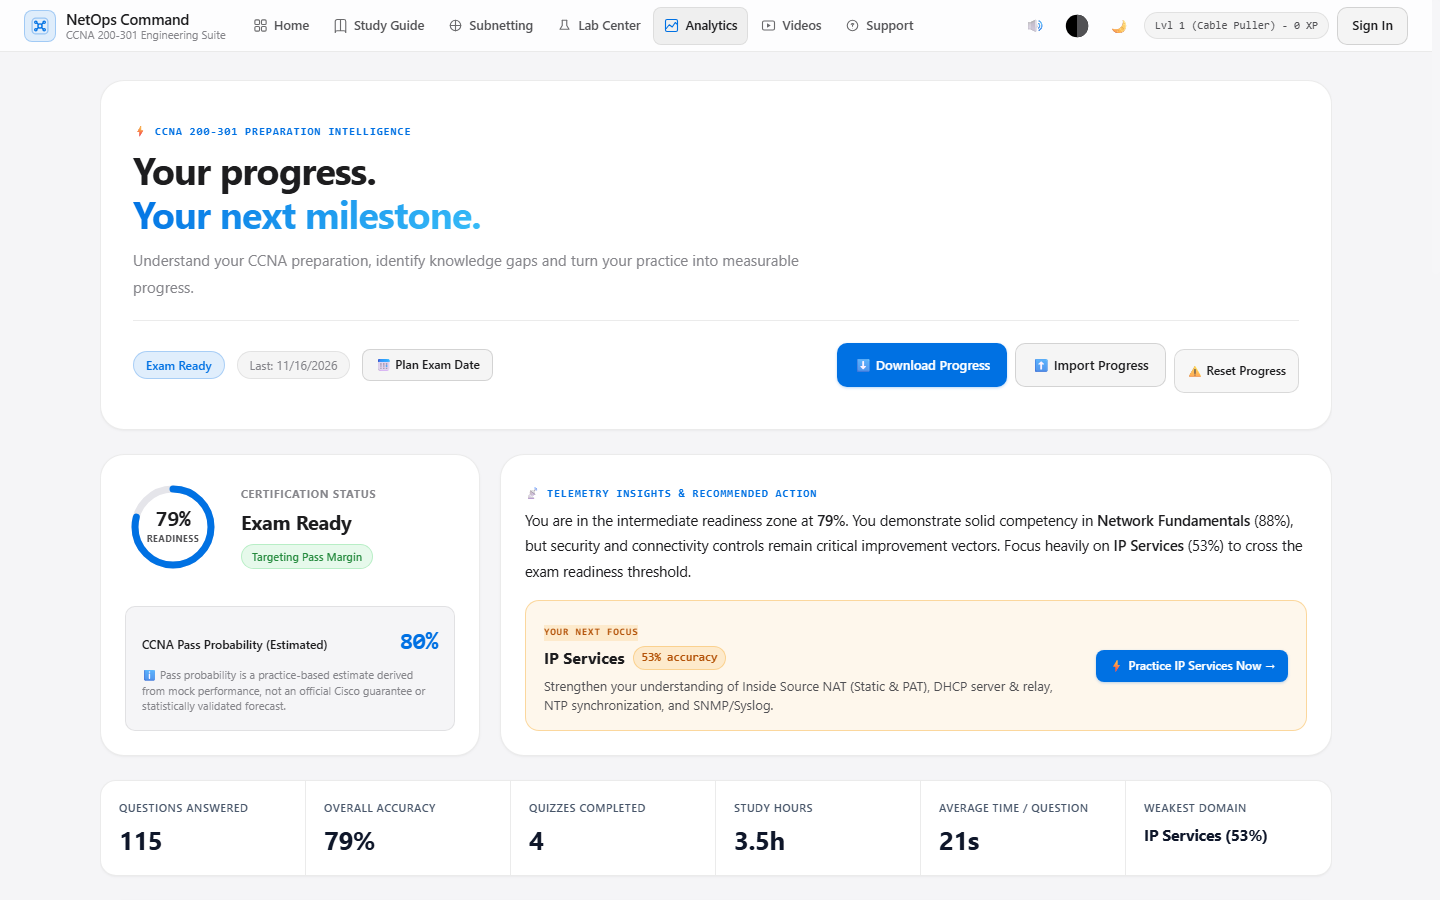 NetOps Command
CCNA 200-301 Engineering Suite
Home
Study Guide
Subnetting
Lab Center
Analytics
Videos
Support
Lvl 1 (Cable Puller) - 0 XP
Sign In
CCNA 200-301 PREPARATION INTELLIGENCE
Your progress.
Your next milestone.
Understand your CCNA preparation, identify knowledge gaps and turn your practice into measurable
progress.
Exam Ready
Last: 11/16/2026
Plan Exam Date
Download Progress
Import Progress
Reset Progress
79%
READINESS
CERTIFICATION STATUS
Exam Ready
Targeting Pass Margin
CCNA Pass Probability (Estimated)
80%
Pass probability is a practice-based estimate derived
from mock performance, not an official Cisco guarantee or
statistically validated forecast.
TELEMETRY INSIGHTS & RECOMMENDED ACTION
You are in the intermediate readiness zone at 79%. You demonstrate solid competency in Network Fundamentals (88%),
but security and connectivity controls remain critical improvement vectors. Focus heavily on IP Services (53%) to cross the
exam readiness threshold.
YOUR NEXT FOCUS
IP Services
53% accuracy
Strengthen your understanding of Inside Source NAT (Static & PAT), DHCP server & relay,
NTP synchronization, and SNMP/Syslog.
Practice IP Services Now →
QUESTIONS ANSWERED
115
OVERALL ACCURACY
79%
QUIZZES COMPLETED
4
STUDY HOURS
3.5h
AVERAGE TIME / QUESTION
21s
WEAKEST DOMAIN
IP Services (53%)